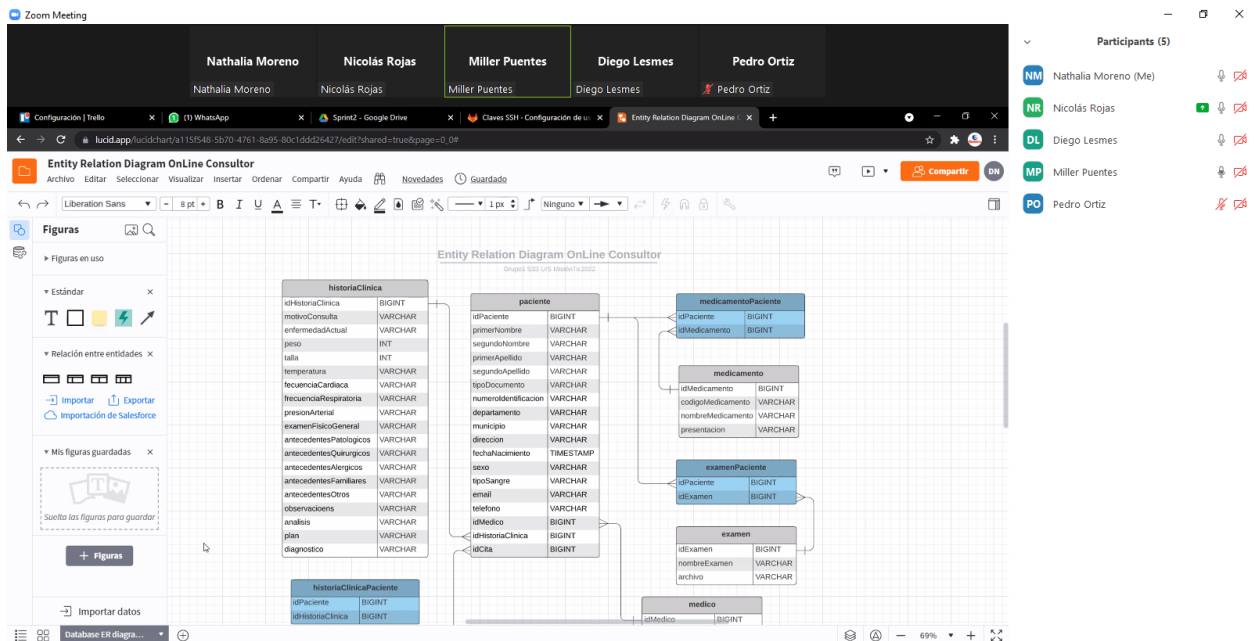 Zoom Meeting
Nathalia Moreno
Nicolás Rojas
Miller Puentes
Diego Lesmes
Pedro Ortiz
Nathalia Moreno
Nicolás Rojas
Miller Puentes
Diego Lesmes
Pedro Ortiz
Participants (5)
NM Nathalia Moreno (Me)
NR Nicolás Rojas
DL Diego Lesmes
MP Miller Puentes
PO Pedro Ortiz
Configuración | Trello
(1) WhatsApp
Sprint2 - Google Drive
Claves SSH - Configuración de us
Entity Relation Diagram OnLine C
lucid.app/lucidchart/a115f548-5b70-4761-8a95-80c1ddd26427/edit?shared=true&page=0_0#
Entity Relation Diagram OnLine Consultor
Archivo Editar Seleccionar Visualizar Insertar Ordenar Compartir Ayuda Novedades Guardado
Compartir
DN
Liberation Sans - 8 pt + B I U A T 1 px Ninguno
Figuras
Figuras en uso
Estándar
T
Relación entre entidades
Importar Exportar
Importación de Salesforce
Mis figuras guardadas
T
Suelta las figuras para guardar
+ Figuras
Importar datos
Database ER diagra...
69%
Entity Relation Diagram OnLine Consultor
Grupo1 S33 UIS MisiónTic2022
historiaClinica
idHistoriaClinica BIGINT
motivoConsulta VARCHAR
enfermedadActual VARCHAR
peso INT
talla INT
temperatura VARCHAR
fecuenciaCardiaca VARCHAR
frecuenciaRespiratoria VARCHAR
presionArterial VARCHAR
examenFisicoGeneral VARCHAR
antecedentesPatologicos VARCHAR
antecedentesQuirurgicos VARCHAR
antecedentesAlergicos VARCHAR
antecedentesFamiliares VARCHAR
antecedentesOtros VARCHAR
observacioens VARCHAR
analisis VARCHAR
plan VARCHAR
diagnostico VARCHAR
historiaClinicaPaciente
idPaciente BIGINT
idHistoriaClinica BIGINT
paciente
idPaciente BIGINT
primerNombre VARCHAR
segundoNombre VARCHAR
primerApellido VARCHAR
segundoApellido VARCHAR
tipoDocumento VARCHAR
numeroIdentificacion VARCHAR
departamento VARCHAR
municipio VARCHAR
direccion VARCHAR
fechaNacimiento TIMESTAMP
sexo VARCHAR
tipoSangre VARCHAR
email VARCHAR
telefono VARCHAR
idMedico BIGINT
idHistoriaClinica BIGINT
idCita BIGINT
medicamentoPaciente
idPaciente BIGINT
idMedicamento BIGINT
medicamento
idMedicamento BIGINT
codigoMedicamento VARCHAR
nombreMedicamento VARCHAR
presentacion VARCHAR
examenPaciente
idPaciente BIGINT
idExamen BIGINT
examen
idExamen BIGINT
nombreExamen VARCHAR
archivo VARCHAR
medico
idMedico BIGINT